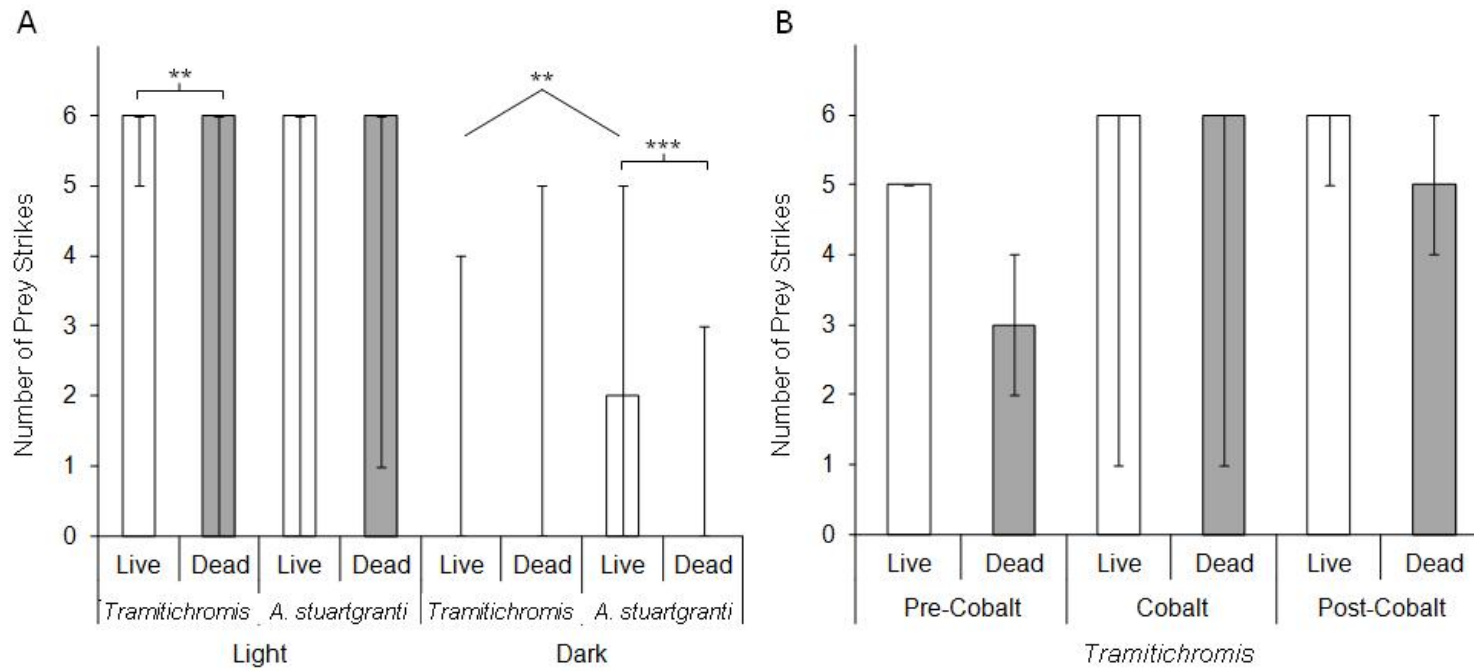 A
Number of Prey Strikes
6
5
4
3
2
1
0
**
**
***
Live Dead Live Dead Live Dead Live Dead
Tramitichromis A. stuartgranti Tramitichromis A. stuartgranti
Light Dark
B
Number of Prey Strikes
6
5
4
3
2
1
0
Live Dead Live Dead Live Dead
Pre-Cobalt Cobalt Post-Cobalt
Tramitichromis